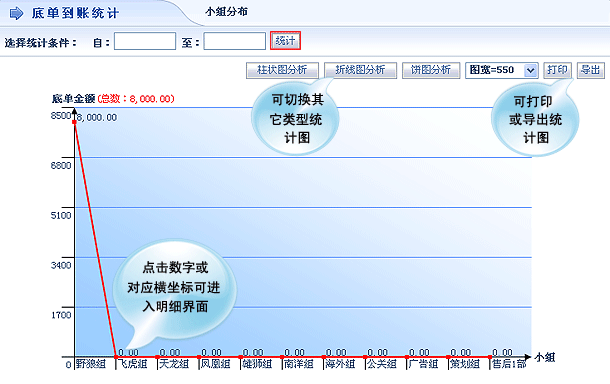 底单到账统计
小组分布
选择统计条件： 自： 至： 统计
柱状图分析 折线图分析 饼图分析 图宽=550 打印 导出
可切换其
它类型统
计图
可打印
或导出统
计图
底单金额(总数：8,000.00)
8500
8,000.00
6800
5100
3400
1700
0
点击数字或
对应横坐标可进
入明细界面
0.00 0.00 0.00 0.00 0.00 0.00 0.00 0.00 0.00 0.00
野狼组 飞虎组 天龙组 凤凰组 雄狮组 南洋组 海外组 公关组 广告组 策划组 售后1部
小组